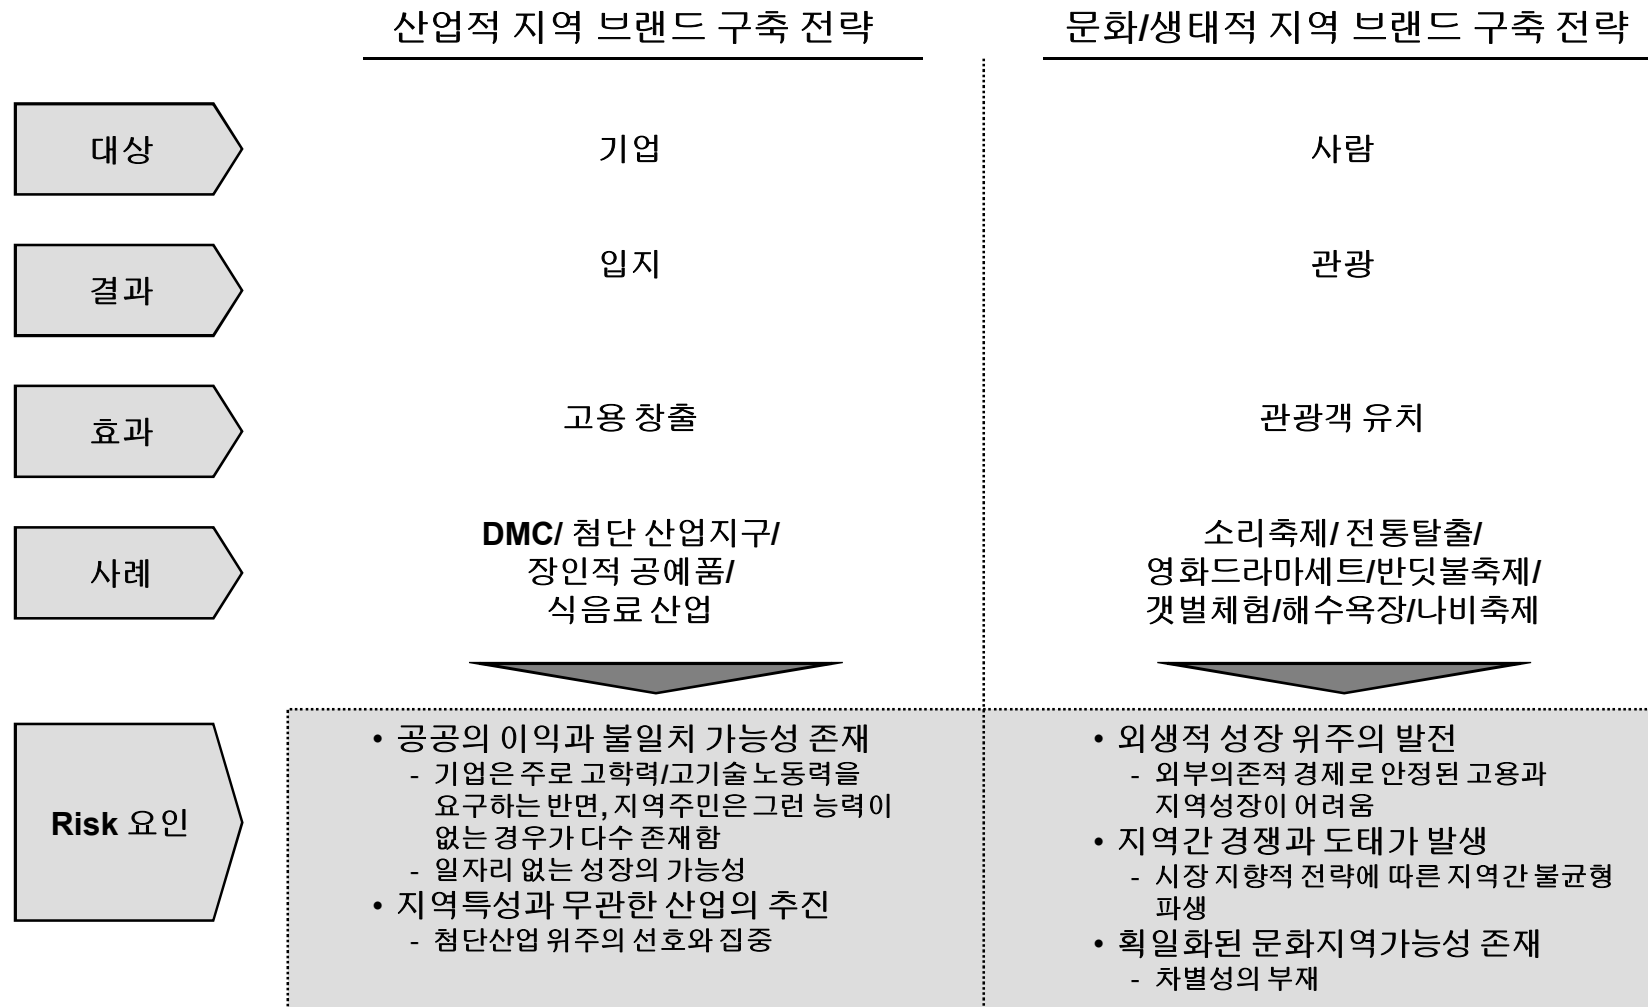 산업적 지역 브랜드 구축 전략
문화/생태적 지역 브랜드 구축 전략
대상
기업
사람
결과
입지
관광
효과
고용 창출
관광객 유치
사례
DMC/ 첨단 산업지구/
장인적 공예품/
식음료 산업
소리축제/ 전통탈출/
영화드라마세트/반딧불축제/
갯벌체험/해수욕장/나비축제
Risk 요인
• 공공의 이익과 불일치 가능성 존재
- 기업은 주로 고학력/고기술 노동력을
요구하는 반면, 지역주민은 그런 능력이
없는 경우가 다수 존재함
- 일자리 없는 성장의 가능성
• 지역특성과 무관한 산업의 추진
- 첨단산업 위주의 선호와 집중
• 외생적 성장 위주의 발전
- 외부의존적 경제로 안정된 고용과
지역성장이 어려움
• 지역간 경쟁과 도태가 발생
- 시장 지향적 전략에 따른 지역간 불균형
파생
• 획일화된 문화지역가능성 존재
- 차별성의 부재